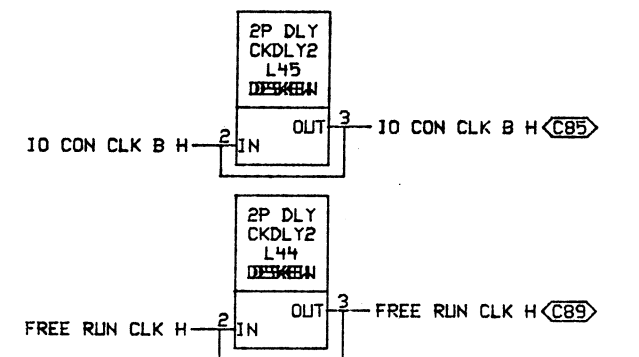 2P DLY
CKDLY2
L45
2 IN
OUT 3
IO CON CLK B H
IO CON CLK B H C85
2P DLY
CKDLY2
L44
2 IN
OUT 3
FREE RUN CLK H
FREE RUN CLK H C89